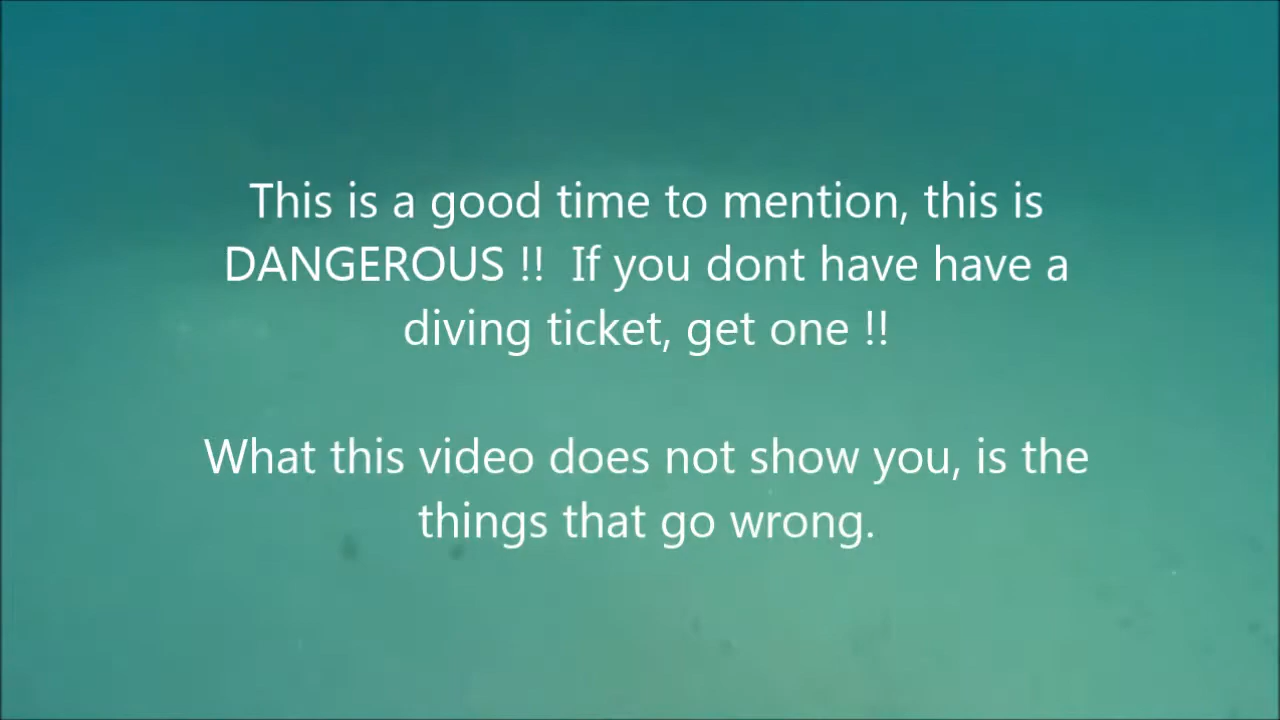 This is a good time to mention, this is
DANGEROUS !!  If you dont have have a
diving ticket, get one !!
What this video does not show you, is the
things that go wrong.